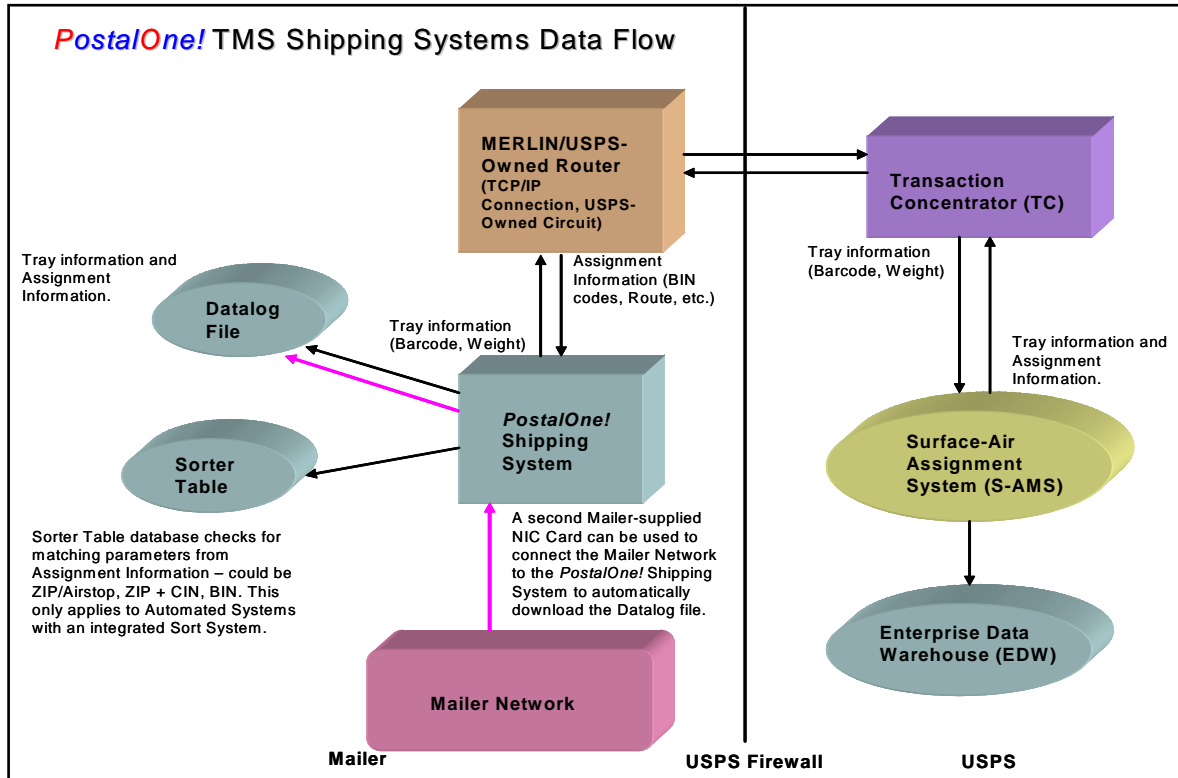 PostalOne! TMS Shipping Systems Data Flow
MERLIN/USPS-
Owned Router
(TCP/IP
Connection, USPS-
Owned Circuit)
Transaction
Concentrator (TC)
Tray information and
Assignment
Information.
Datalog
File
Assignment
Information (BIN
codes, Route, etc.)
Tray information
(Barcode, Weight)
Tray information
(Barcode, Weight)
Tray information and
Assignment
Information.
PostalOne!
Shipping
System
Sorter
Table
Surface-Air
Assignment
System (S-AMS)
Sorter Table database checks for
matching parameters from
Assignment Information – could be
ZIP/Airstop, ZIP + CIN, BIN. This
only applies to Automated Systems
with an integrated Sort System.
A second Mailer-supplied
NIC Card can be used to
connect the Mailer Network
to the PostalOne! Shipping
System to automatically
download the Datalog file.
Enterprise Data
Warehouse (EDW)
Mailer Network
Mailer
USPS Firewall
USPS